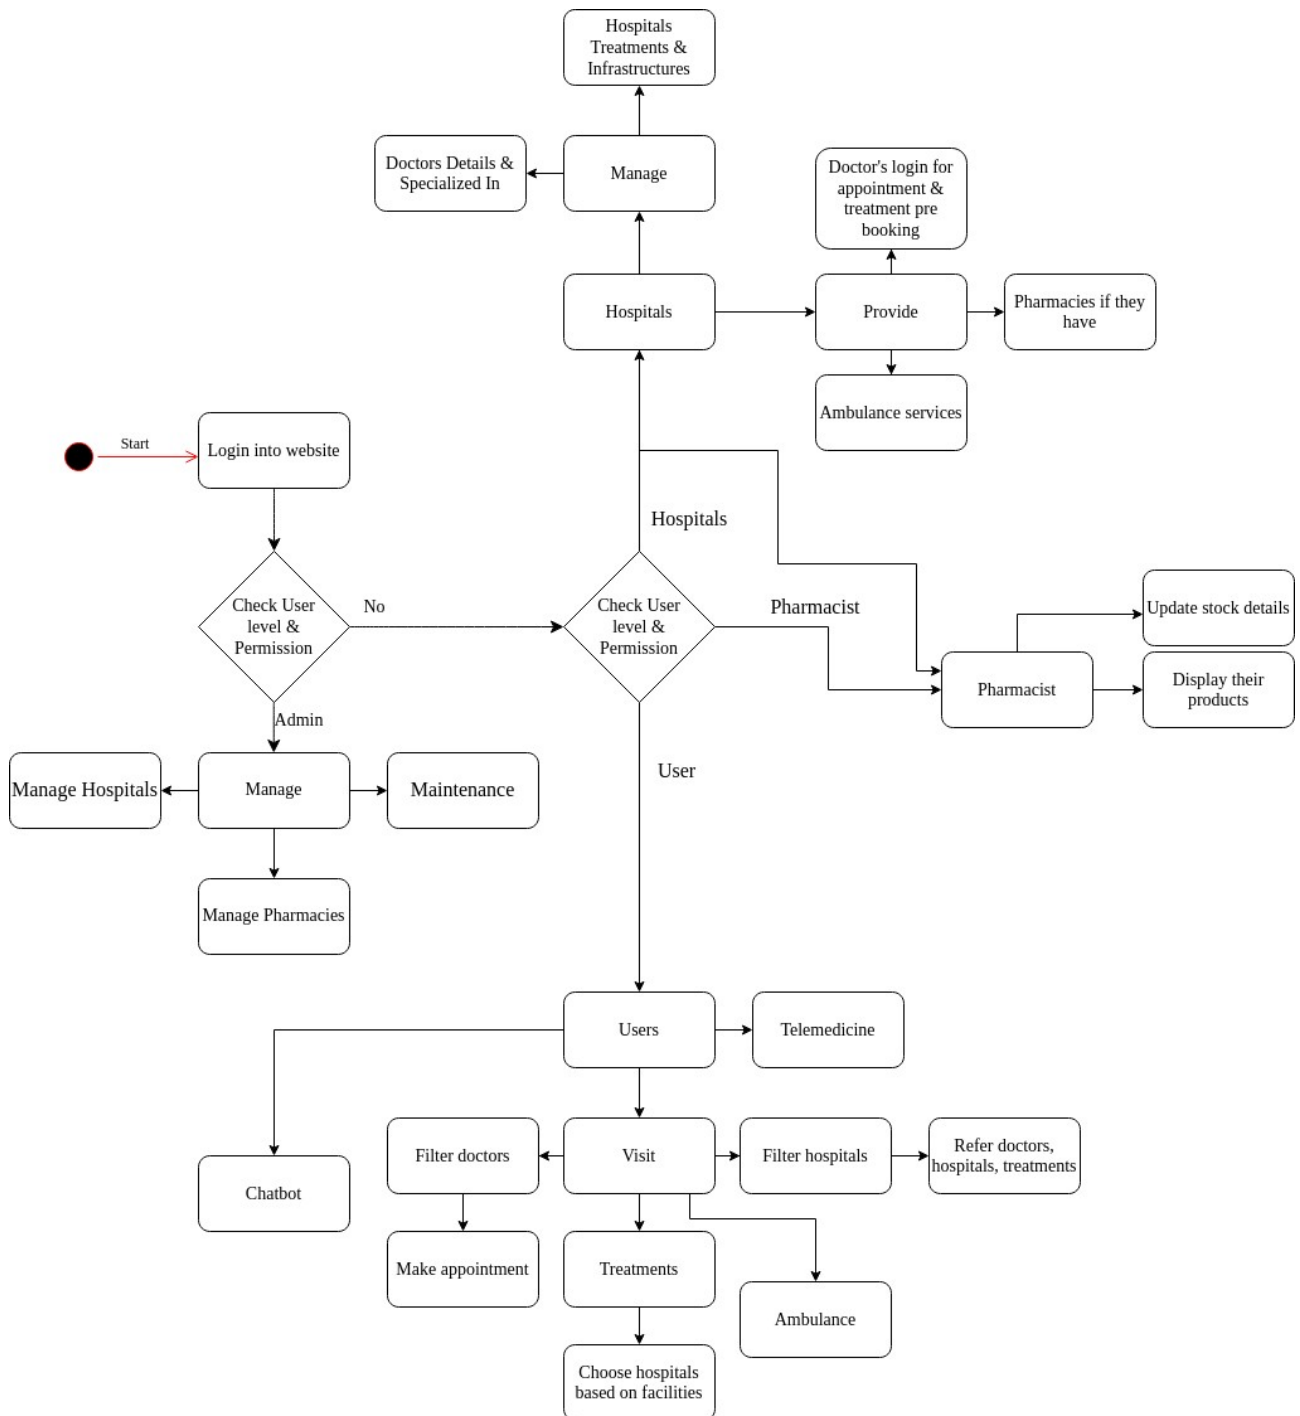 Hospitals
Treatments &
Infrastructures
Doctors Details &
Specialized In
Manage
Doctor's login for
appointment &
treatment pre
booking
Hospitals
Provide
Pharmacies if they
have
Ambulance services
Start
Login into website
Hospitals
Check User
level &
Permission
No
Check User
level &
Permission
Pharmacist
Update stock details
Pharmacist
Display their
products
Admin
User
Manage Hospitals
Manage
Maintenance
Manage Pharmacies
Users
Telemedicine
Filter doctors
Visit
Filter hospitals
Refer doctors,
hospitals, treatments
Chatbot
Make appointment
Treatments
Ambulance
Choose hospitals
based on facilities